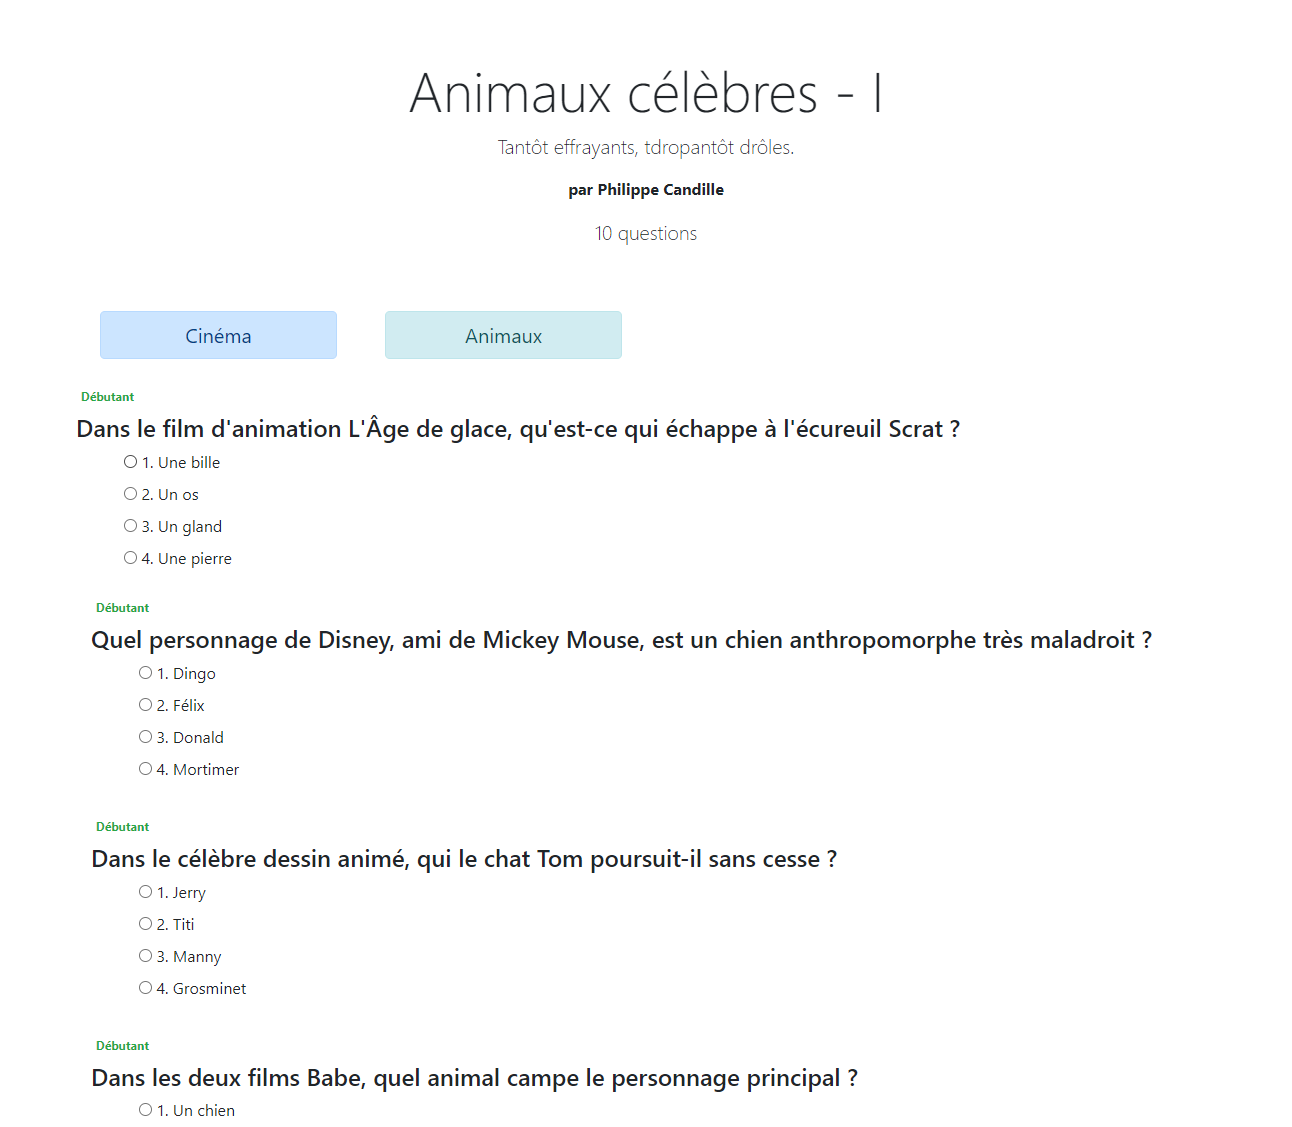 Animaux célèbres - I
Tantôt effrayants, tdropantôt drôles.
par Philippe Candille
10 questions
Cinéma
Animaux
Débutant
Dans le film d'animation L'Âge de glace, qu'est-ce qui échappe à l'écureuil Scrat ?
1. Une bille
2. Un os
3. Un gland
4. Une pierre
Débutant
Quel personnage de Disney, ami de Mickey Mouse, est un chien anthropomorphe très maladroit ?
1. Dingo
2. Félix
3. Donald
4. Mortimer
Débutant
Dans le célèbre dessin animé, qui le chat Tom poursuit-il sans cesse ?
1. Jerry
2. Titi
3. Manny
4. Grosminet
Débutant
Dans les deux films Babe, quel animal campe le personnage principal ?
1. Un chien